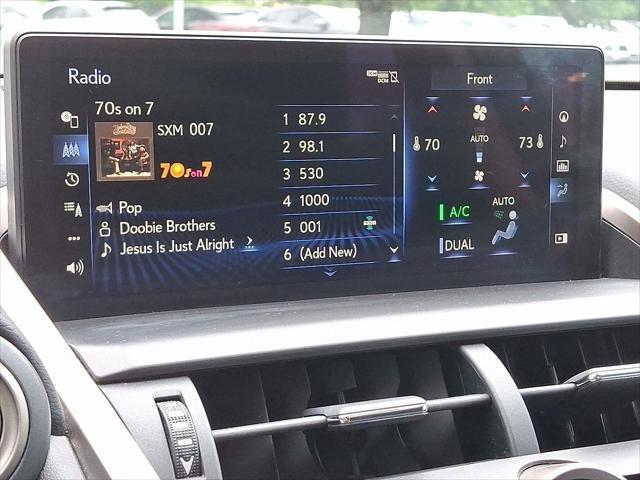 Radio
DCM
Front
70s on 7
SXM 007
70s on 7
1 87.9
2 98.1
3 530
4 1000
5 001
6 (Add New)
Pop
Doobie Brothers
Jesus Is Just Alright
AUTO
70
73
A/C
AUTO
DUAL